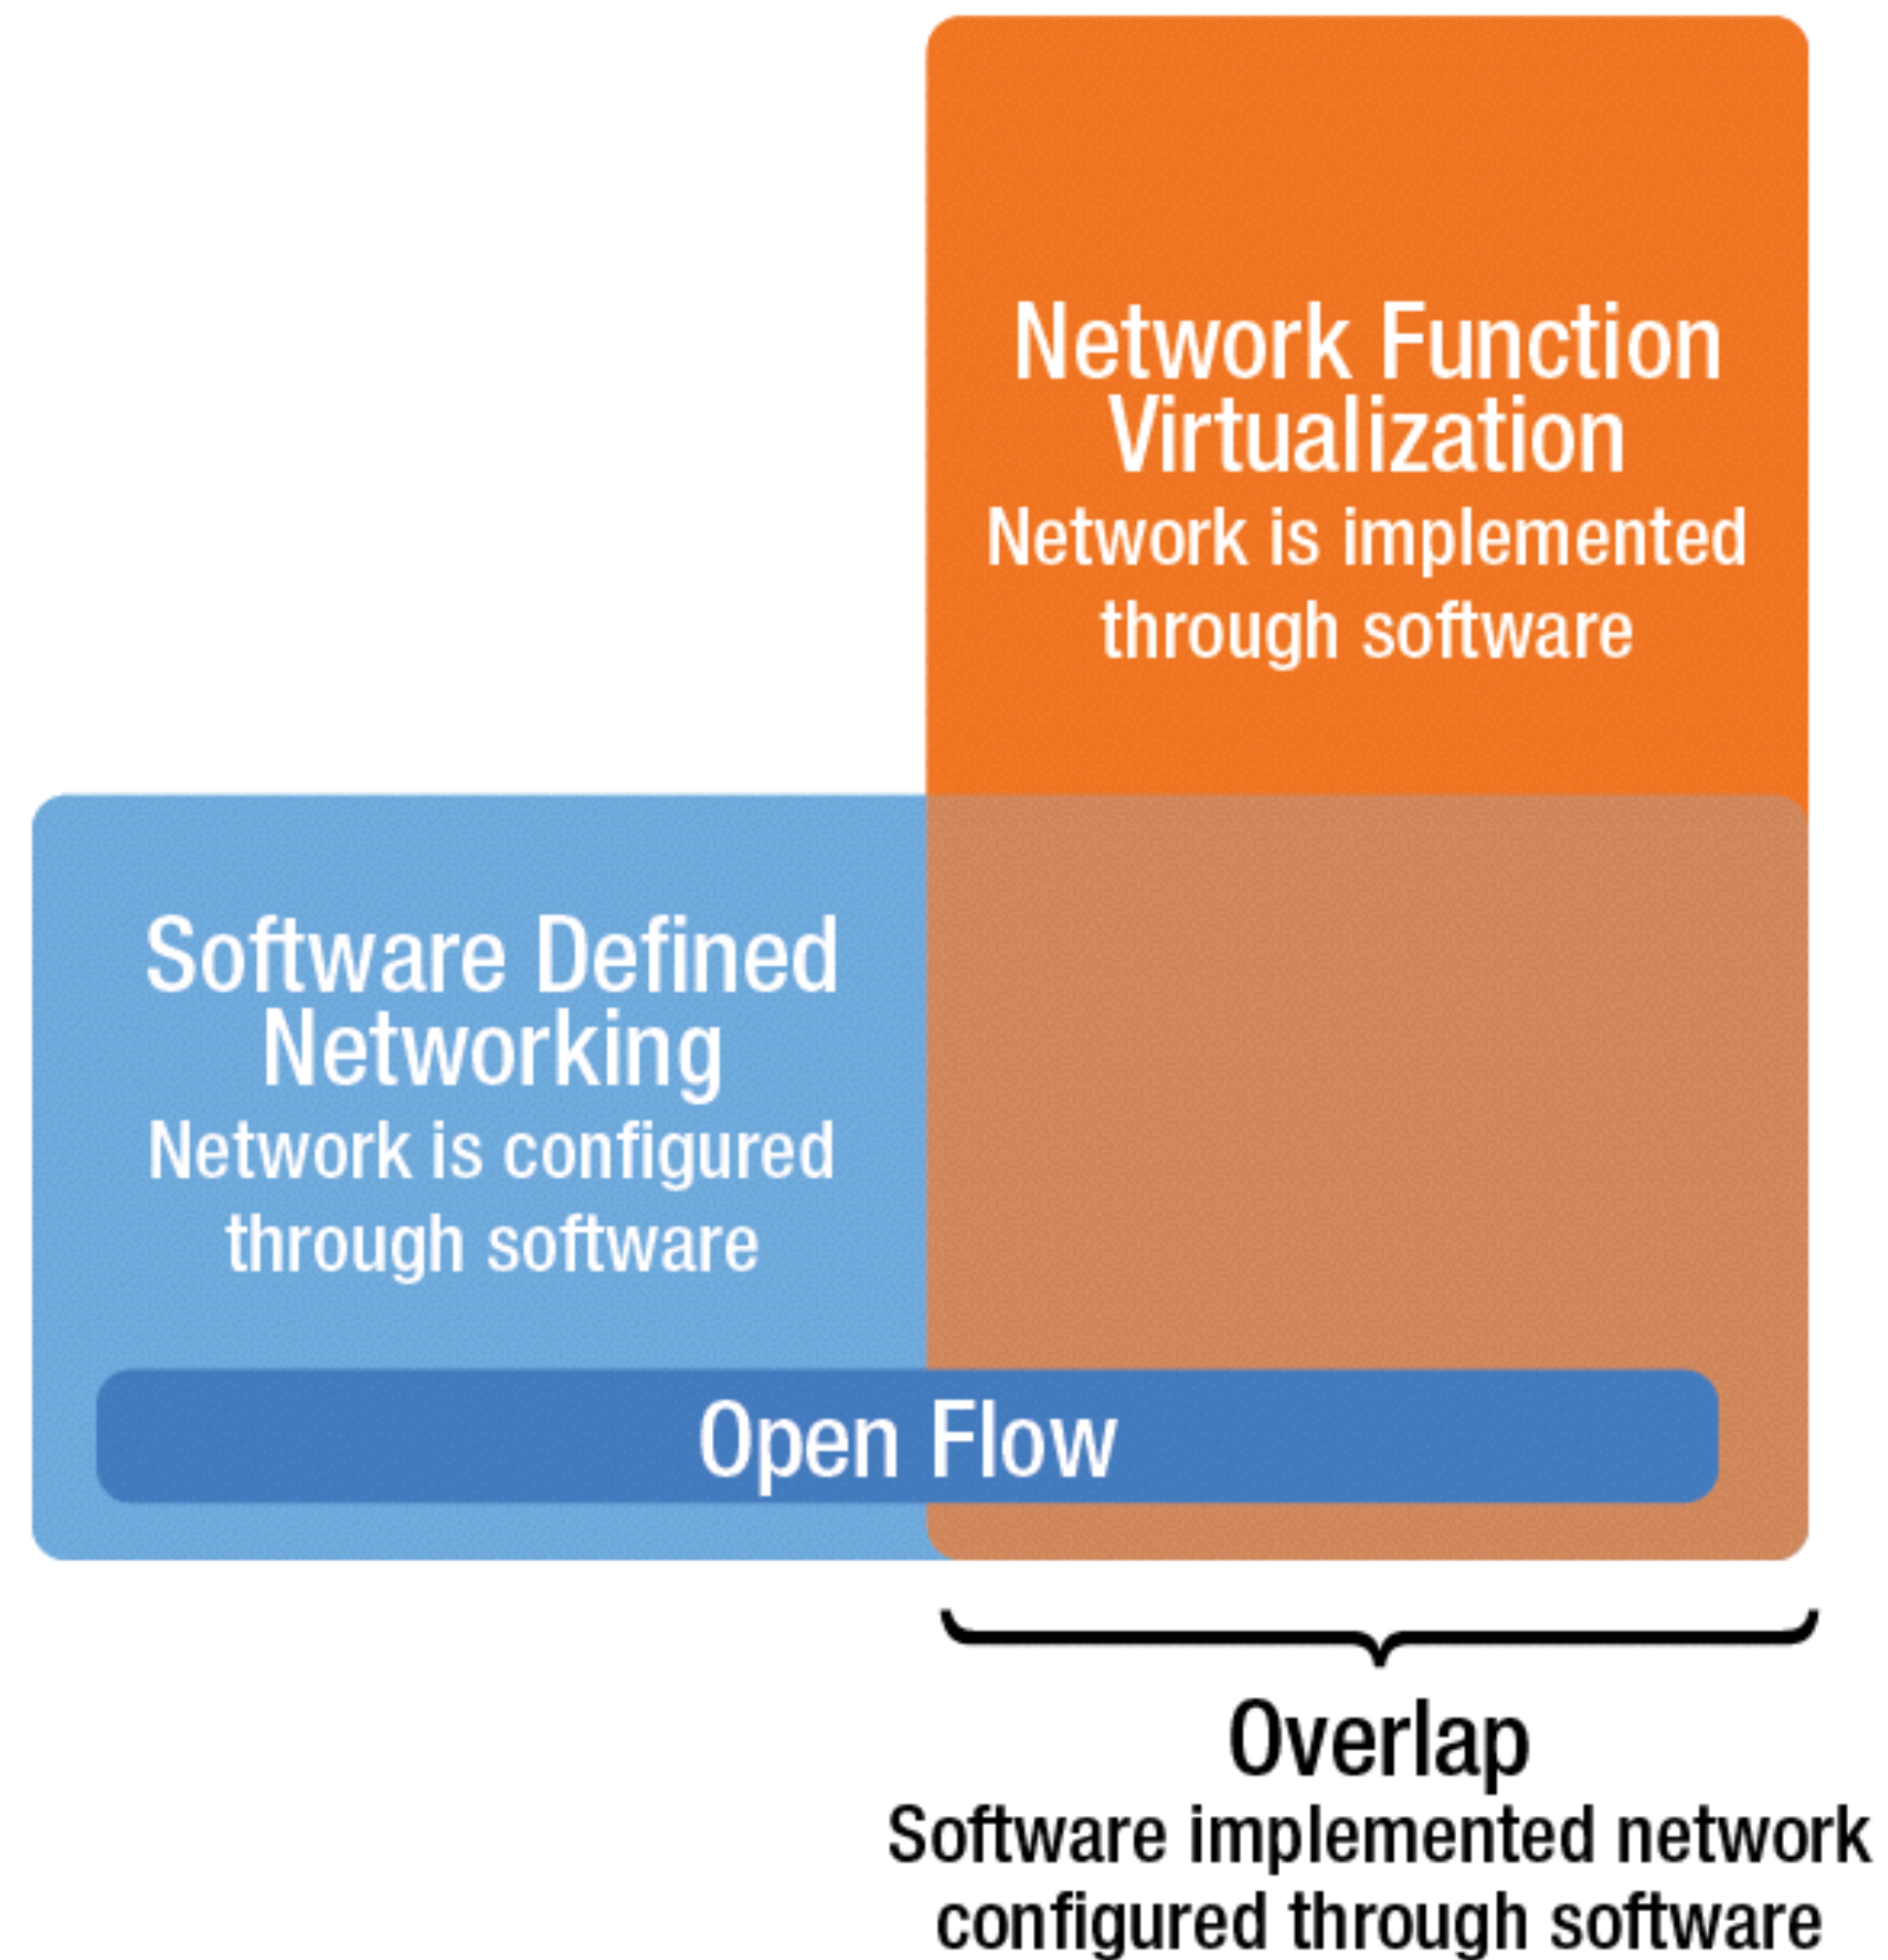 Network Function
Virtualization
Network is implemented
through software
Software Defined
Networking
Network is configured
through software
Open Flow
Overlap
Software implemented network
configured through software